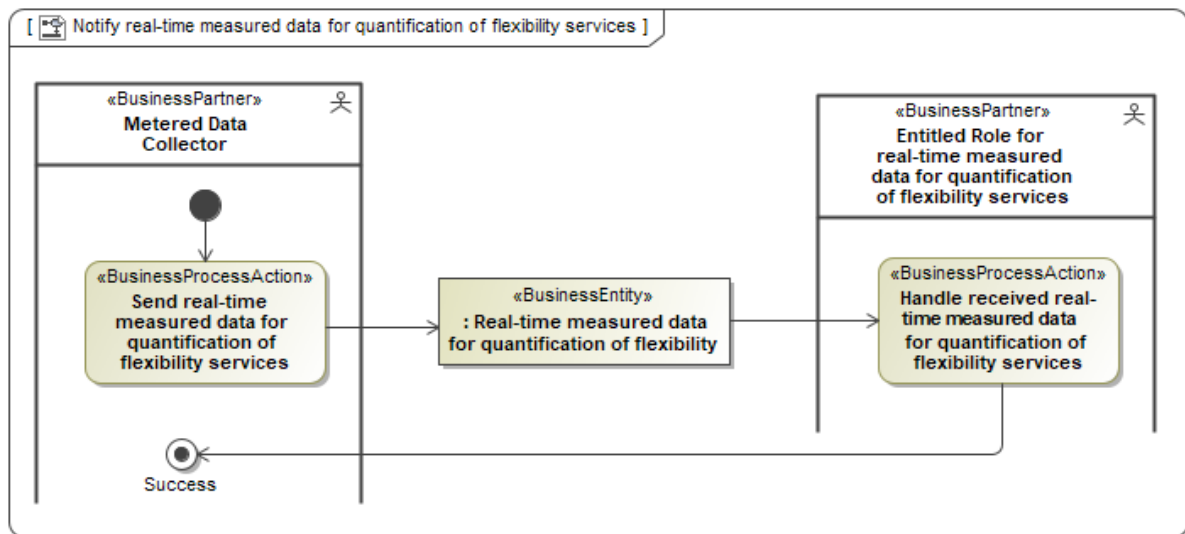 [ Notify real-time measured data for quantification of flexibility services ]
«BusinessPartner»
Metered Data
Collector
«BusinessPartner»
Entitled Role for
real-time measured
data for quantification
of flexibility services
«BusinessProcessAction»
Send real-time
measured data for
quantification of
flexibility services
«BusinessEntity»
: Real-time measured data
for quantification of flexibility
«BusinessProcessAction»
Handle received real-
time measured data
for quantification of
flexibility services
Success